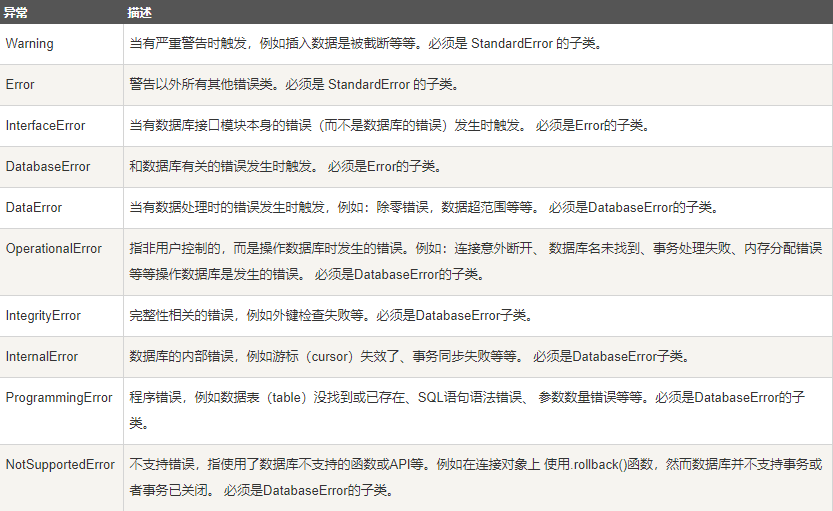 异常 描述
Warning 当有严重警告时触发，例如插入数据是被截断等等。必须是 StandardError 的子类。
Error 警告以外所有其他错误类。必须是 StandardError 的子类。
InterfaceError 当有数据库接口模块本身的错误（而不是数据库的错误）发生时触发。 必须是Error的子类。
DatabaseError 和数据库有关的错误发生时触发。 必须是Error的子类。
DataError 当有数据处理时的错误发生时触发，例如：除零错误，数据超范围等等。 必须是DatabaseError的子类。
OperationalError 指非用户控制的，而是操作数据库时发生的错误。例如：连接意外断开、 数据库名未找到、事务处理失败、内存分配错误
等等操作数据库是发生的错误。 必须是DatabaseError的子类。
IntegrityError 完整性相关的错误，例如外键检查失败等。必须是DatabaseError子类。
InternalError 数据库的内部错误，例如游标（cursor）失效了、事务同步失败等等。 必须是DatabaseError子类。
ProgrammingError 程序错误，例如数据表（table）没找到或已存在、SQL语句语法错误、 参数数量错误等等。必须是DatabaseError的子
类。
NotSupportedError 不支持错误，指使用了数据库不支持的函数或API等。例如在连接对象上 使用.rollback()函数，然而数据库并不支持事务或
者事务已关闭。 必须是DatabaseError的子类。